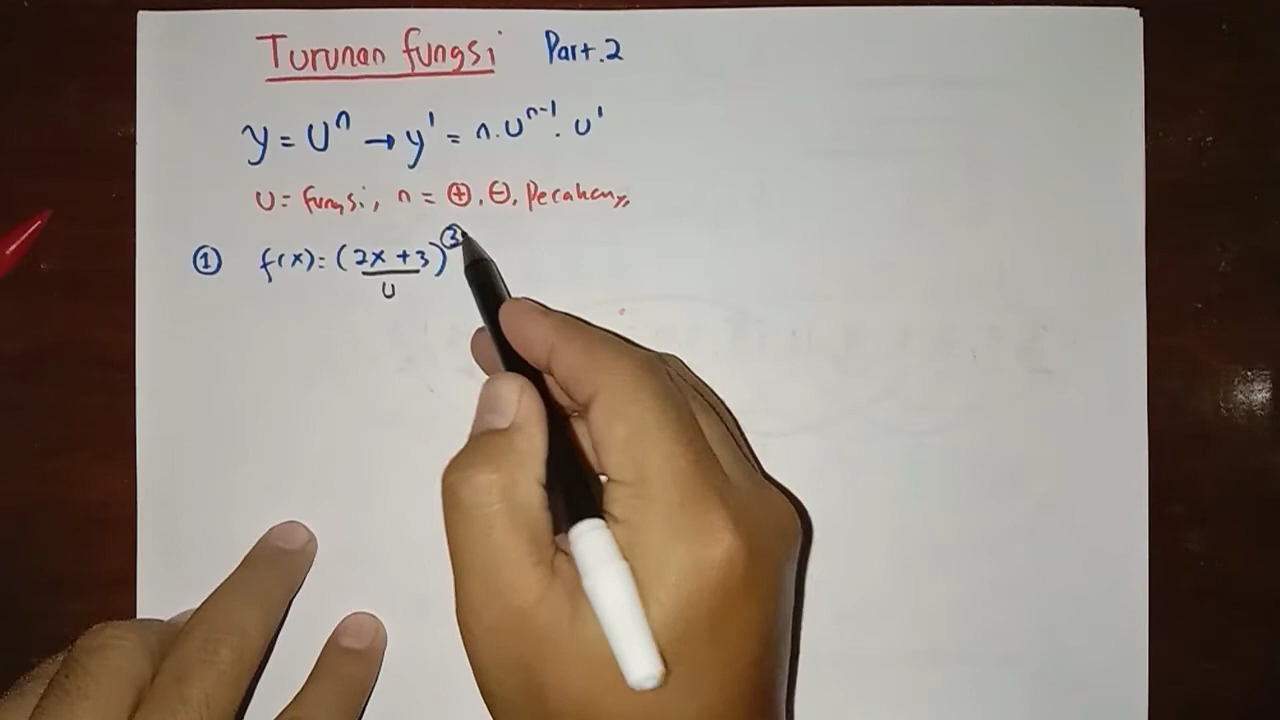 Turunan fungsi Part.2
y = U^n → y' = n.U^{n-1}.U'
U = fungsi, n = ⊕, ⊖, Pecahan,
① f(x) = (2x + 3)^③
U